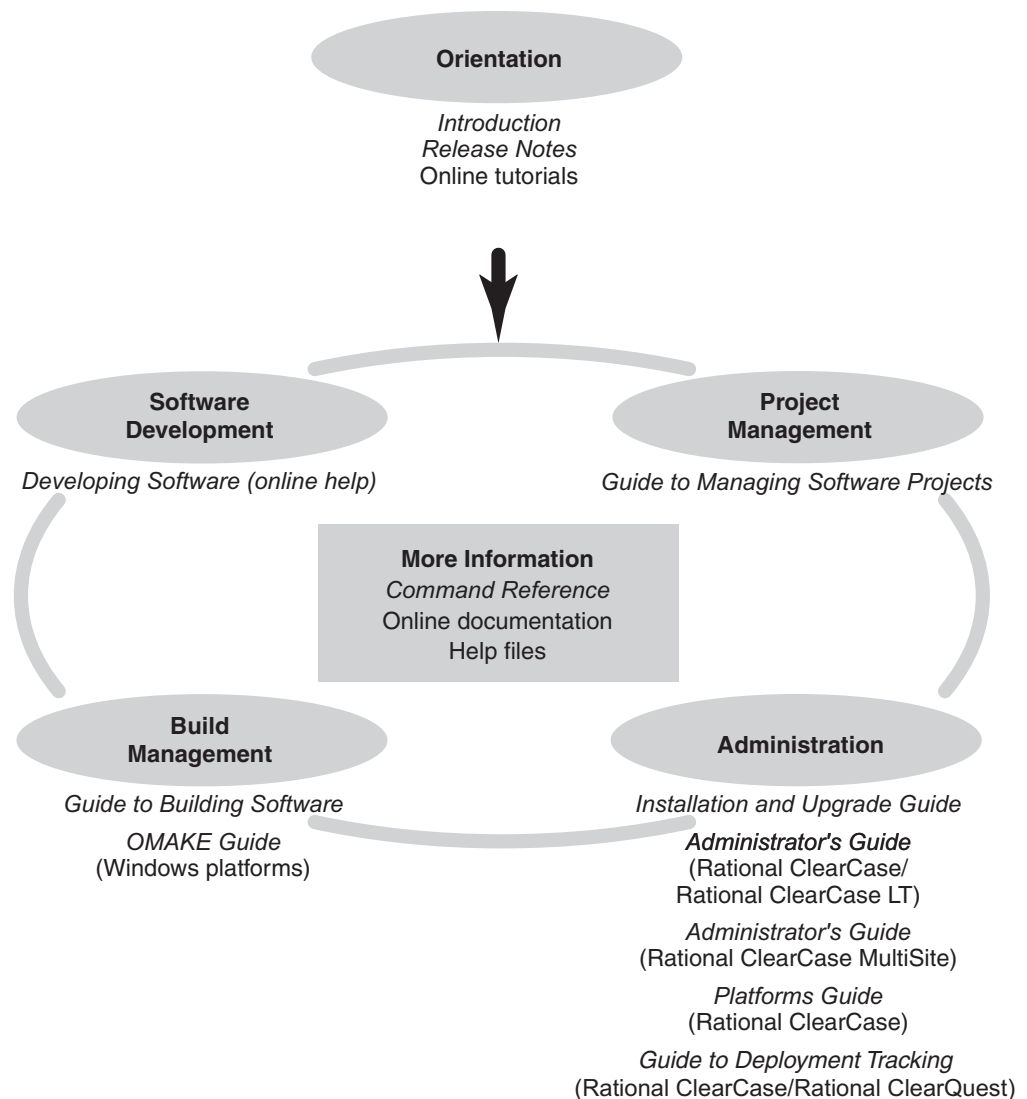 Orientation
Introduction
Release Notes
Online tutorials
Software
Development
Developing Software (online help)
Project
Management
Guide to Managing Software Projects
More Information
Command Reference
Online documentation
Help files
Build
Management
Guide to Building Software
OMAKE Guide
(Windows platforms)
Administration
Installation and Upgrade Guide
Administrator's Guide
(Rational ClearCase/
Rational ClearCase LT)
Administrator's Guide
(Rational ClearCase MultiSite)
Platforms Guide
(Rational ClearCase)
Guide to Deployment Tracking
(Rational ClearCase/Rational ClearQuest)